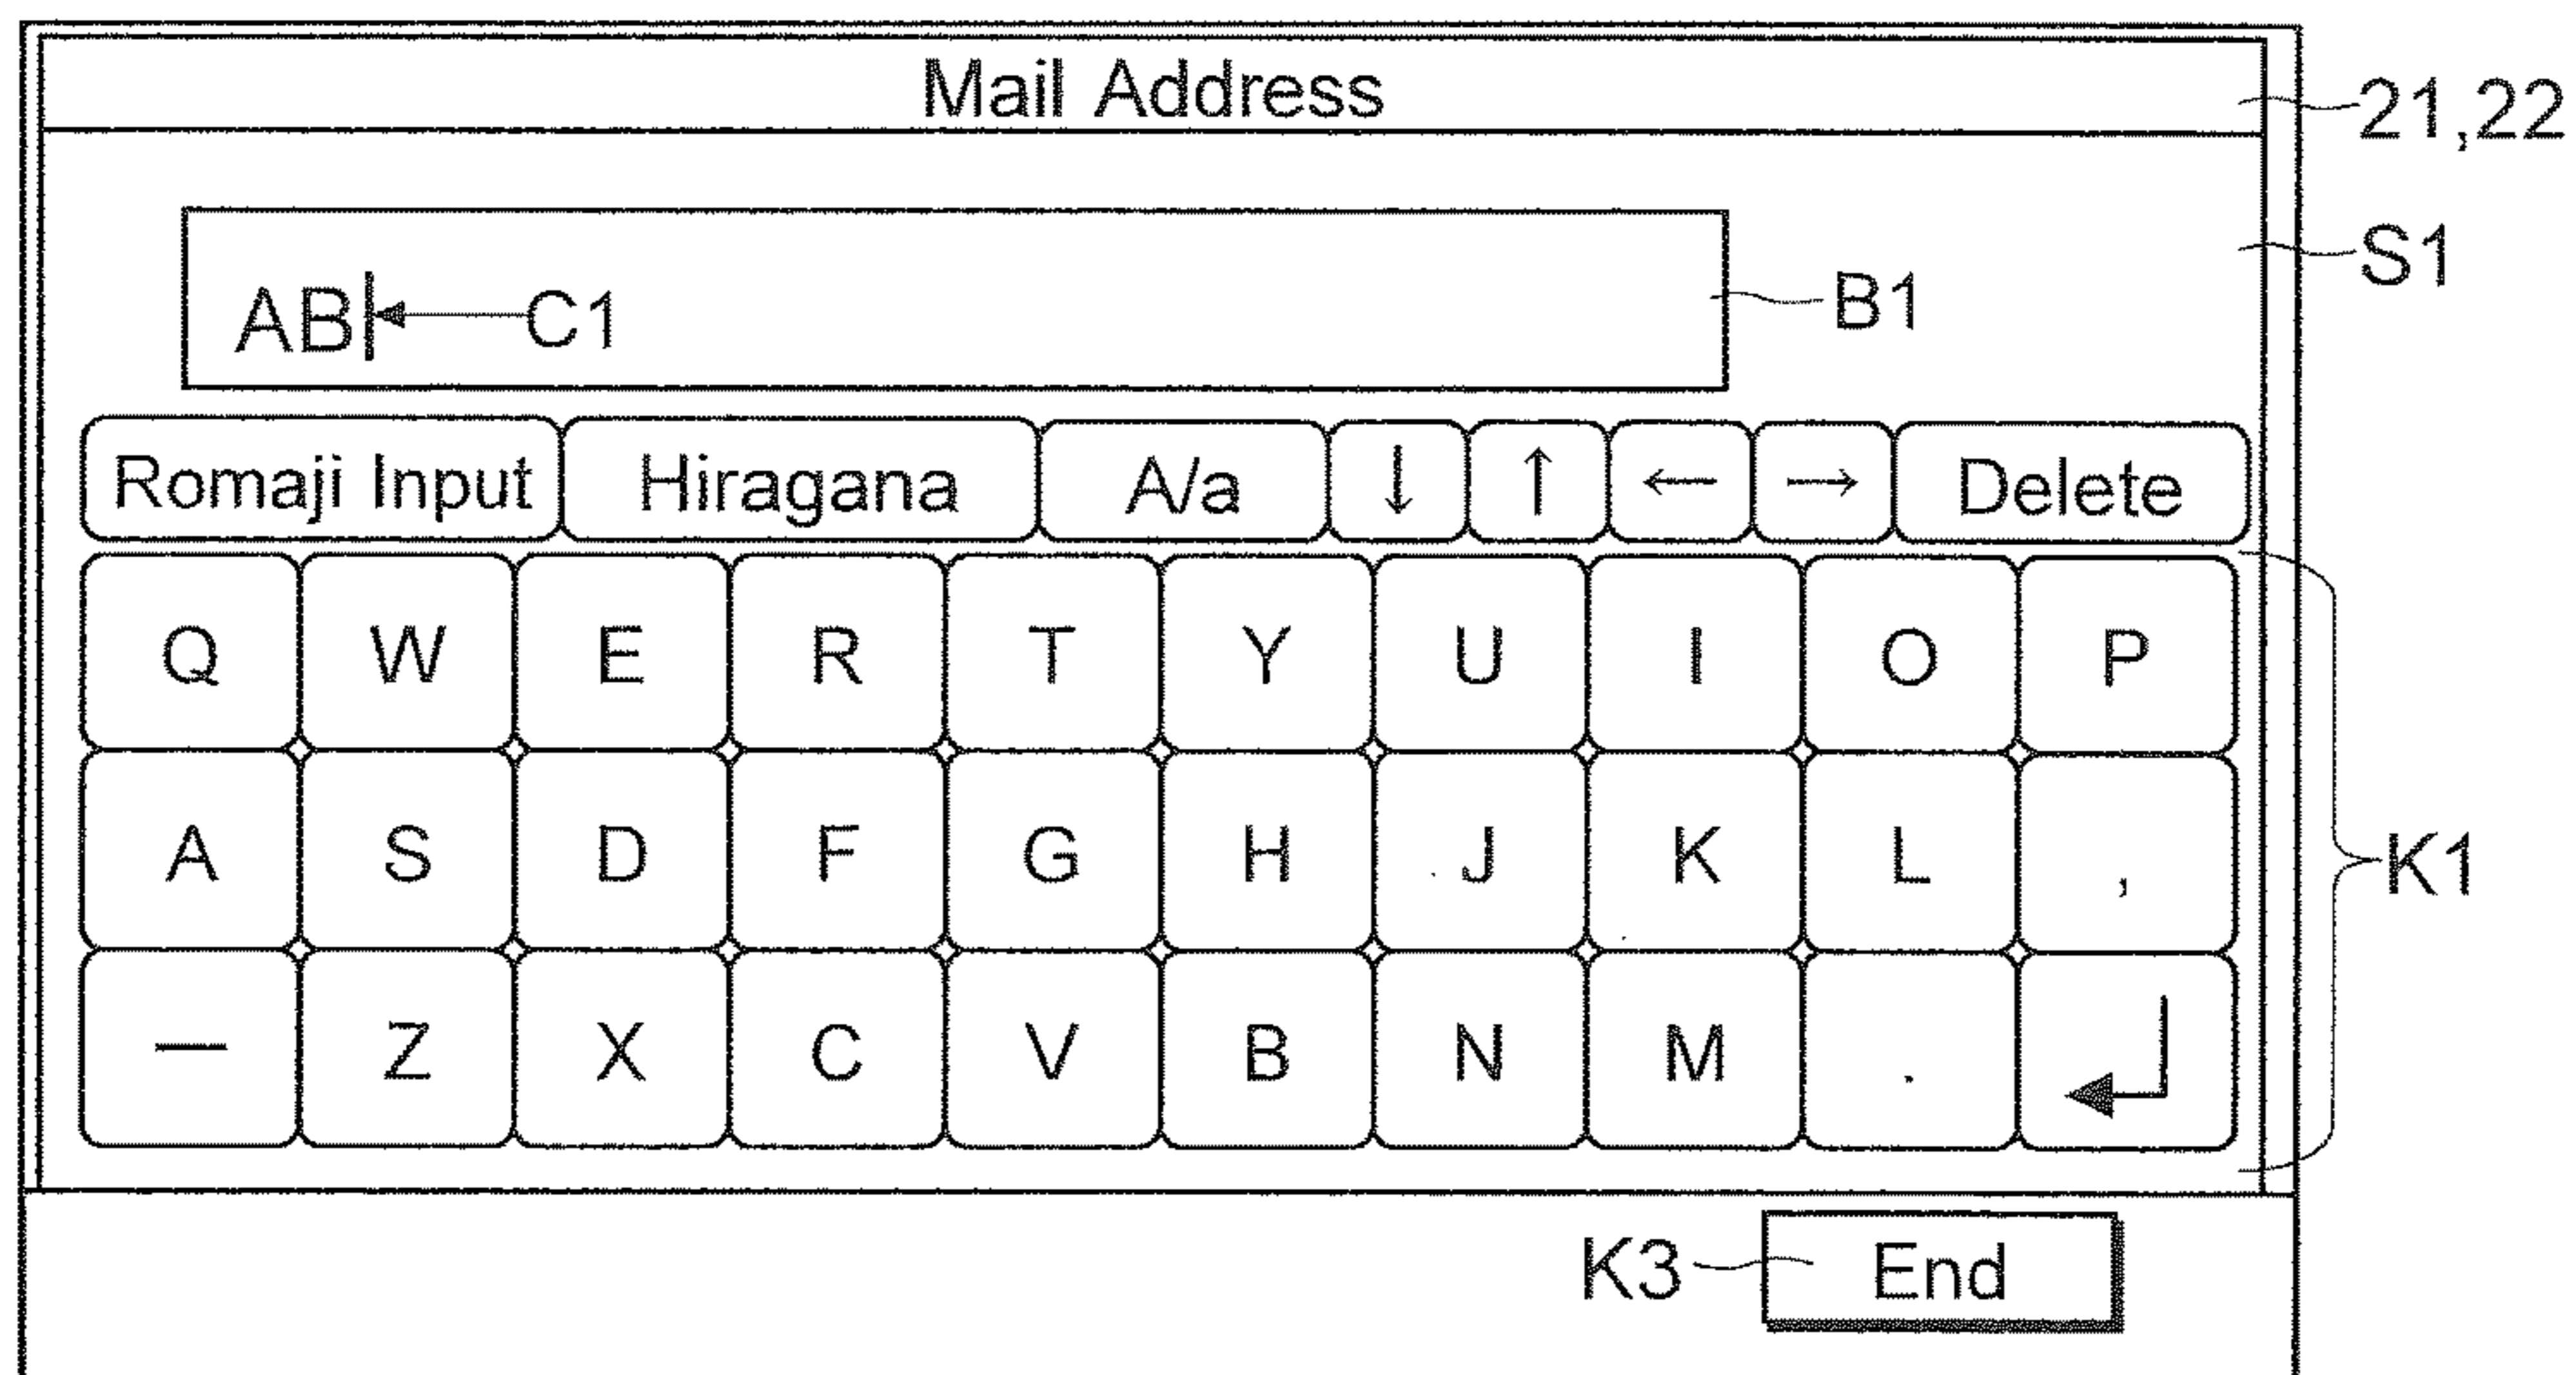 Mail Address
21,22
S1
AB C1
B1
Romaji Input Hiragana A/a ↓ ↑ ← → Delete
Q W E R T Y U I O P
A S D F G H J K L ,
K1
— Z X C V B N M .
K3 End